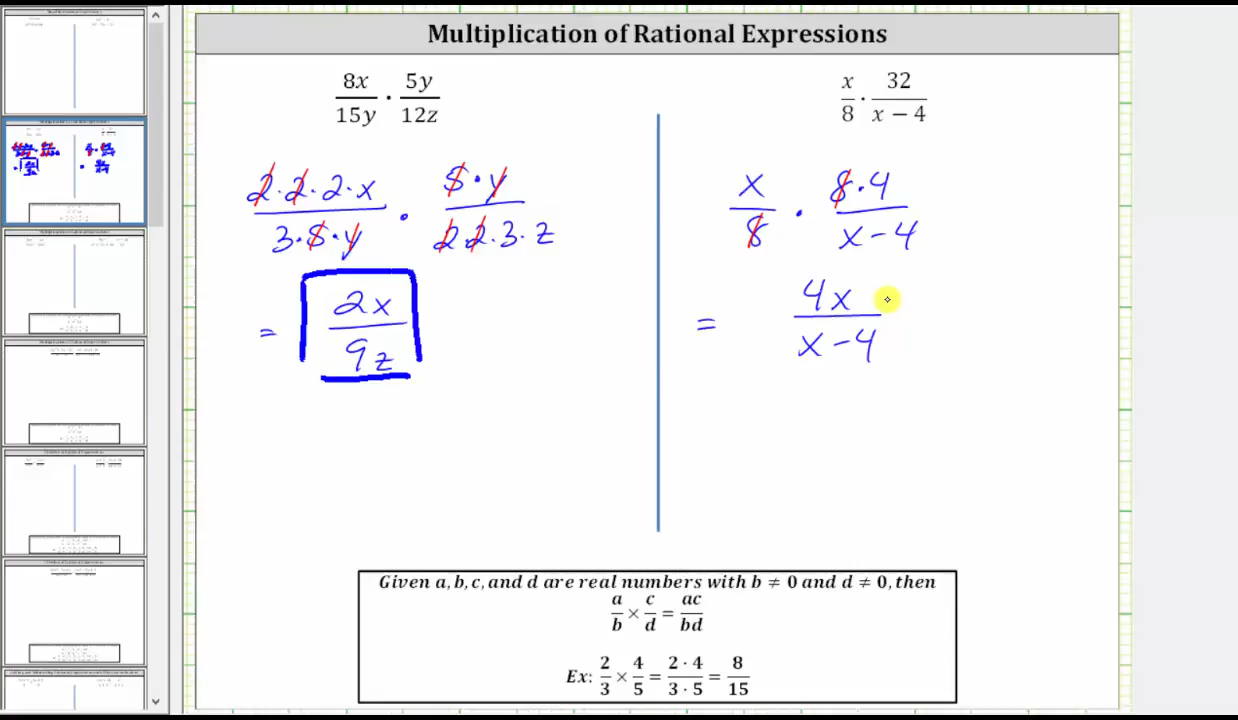 Multiplication of Rational Expressions
8x/15y · 5y/12z
x/8 · 32/(x − 4)
2·2·2·x/3·5·y · 5·y/2·2·3·z
= 2x/9z
x/8 · 8·4/x−4
= 4x/x−4
Given a, b, c, and d are real numbers with b ≠ 0 and d ≠ 0, then
a/b × c/d = ac/bd
Ex: 2/3 × 4/5 = 2 · 4/3 · 5 = 8/15